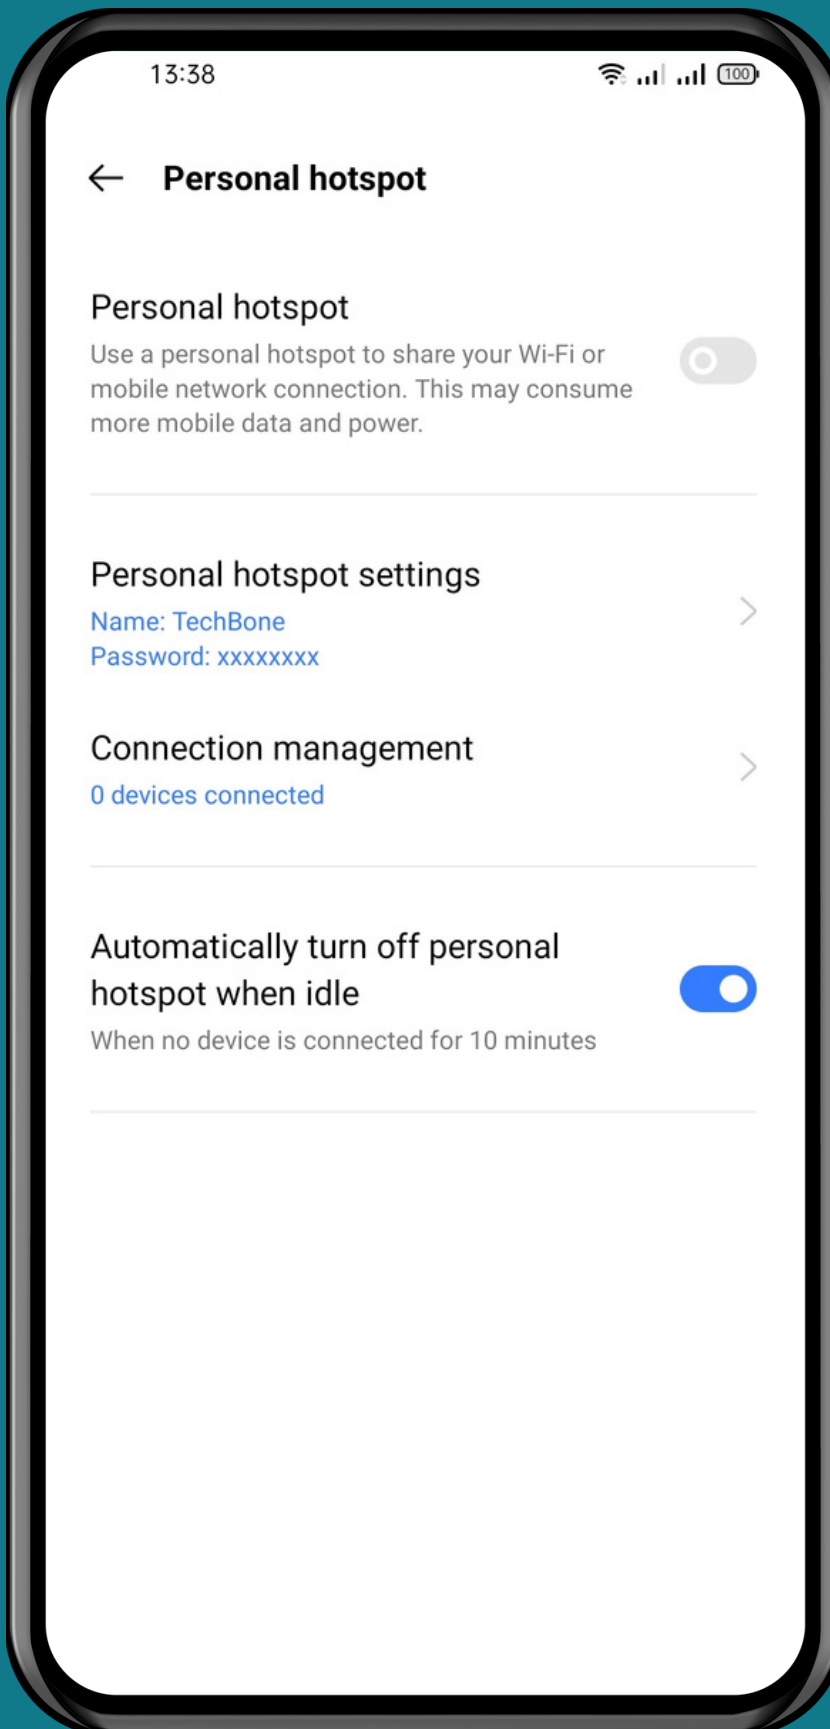 13:38
100
Personal hotspot
Personal hotspot
Use a personal hotspot to share your Wi-Fi or
mobile network connection. This may consume
more mobile data and power.
Personal hotspot settings
Name: TechBone
Password: xxxxxxxx
Connection management
0 devices connected
Automatically turn off personal
hotspot when idle
When no device is connected for 10 minutes